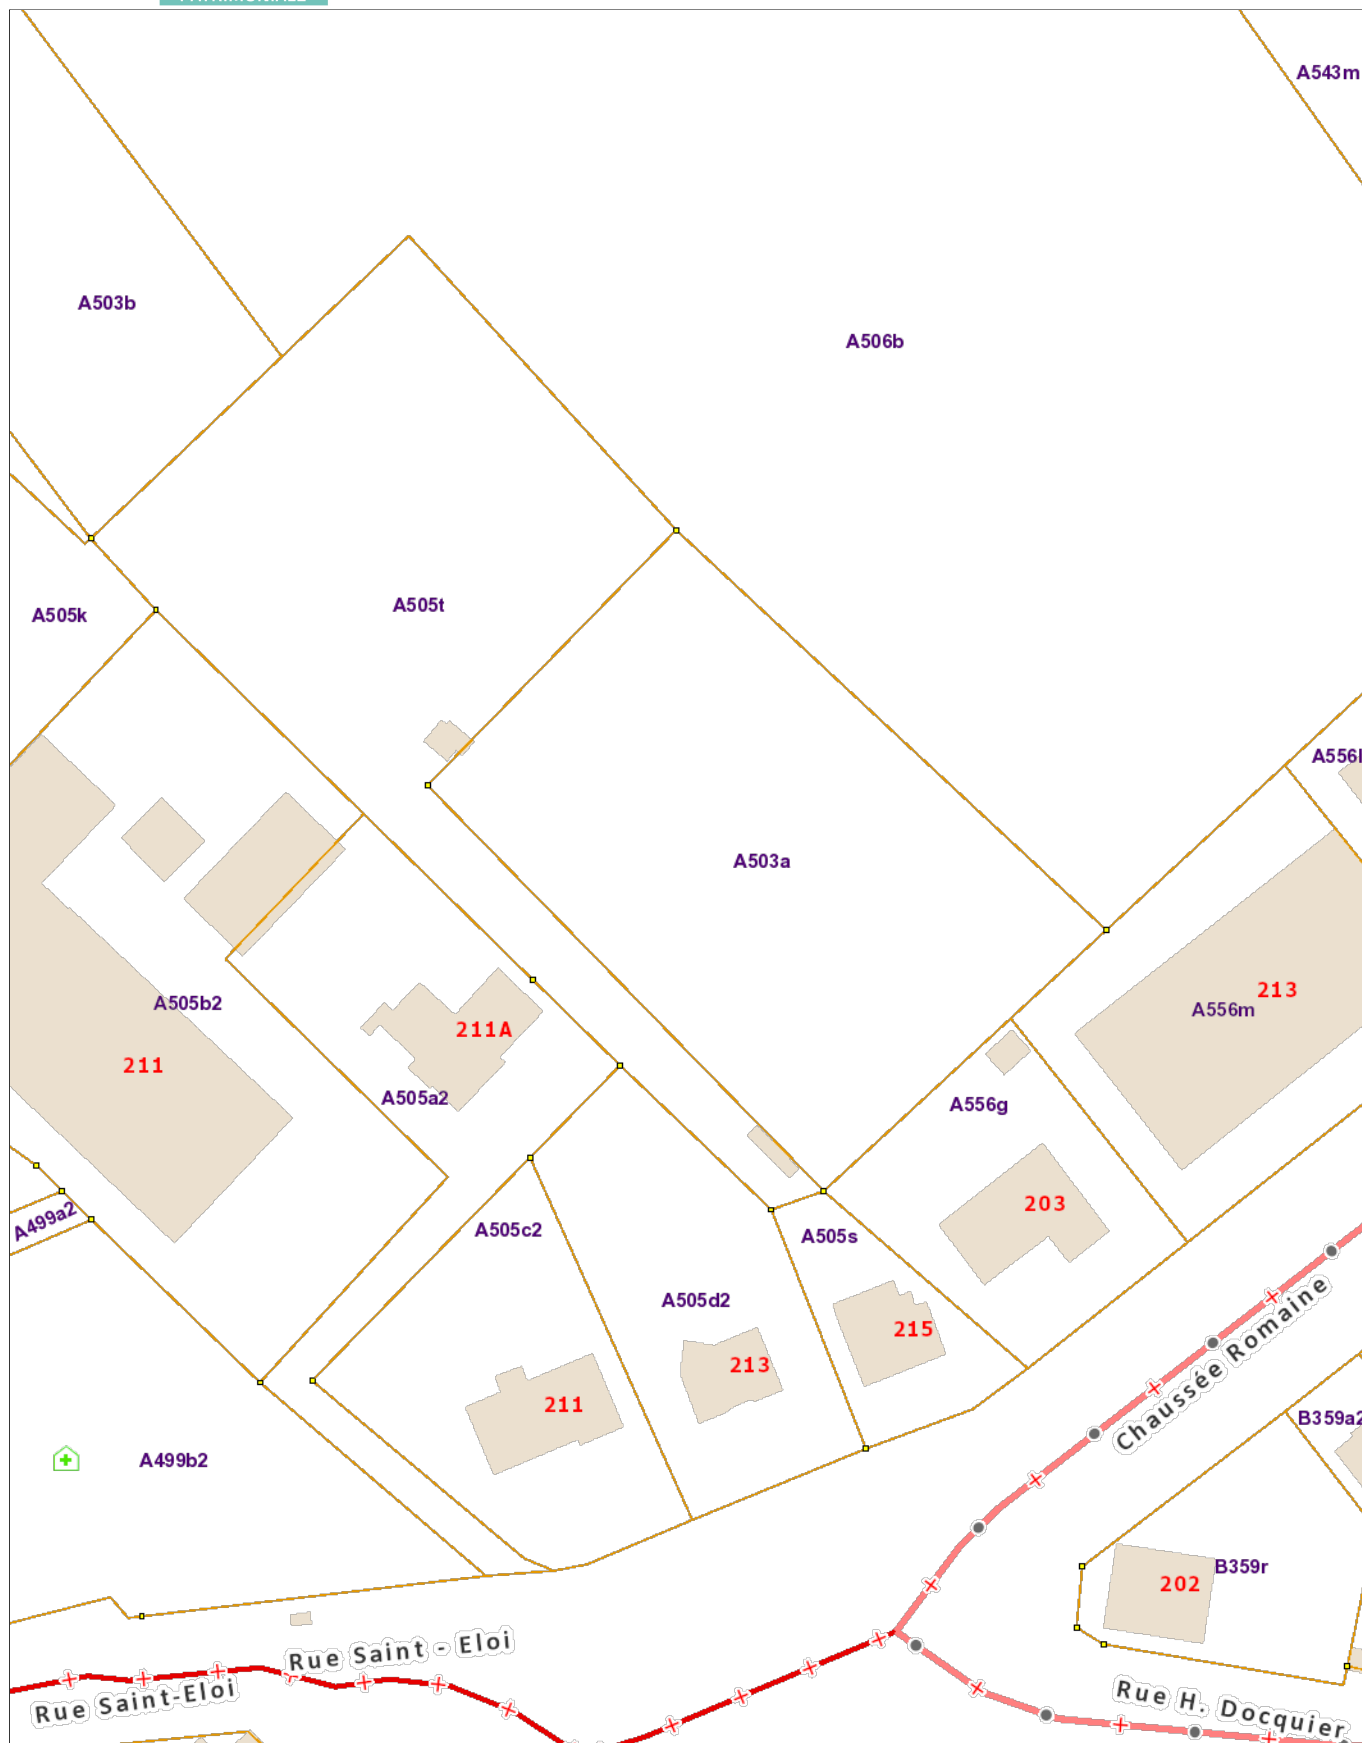 A543m
A503b
A506b
A505t
A505k
A503a
A505b2
211
211A
A505a2
213
A556m
A556g
203
A499a2
A505c2
A505s
A505d2
215
213
211
Chaussée Romaine
B359a2
A499b2
B359r
202
Rue Saint - Eloi
Rue Saint-Eloi
Rue H. Docquier